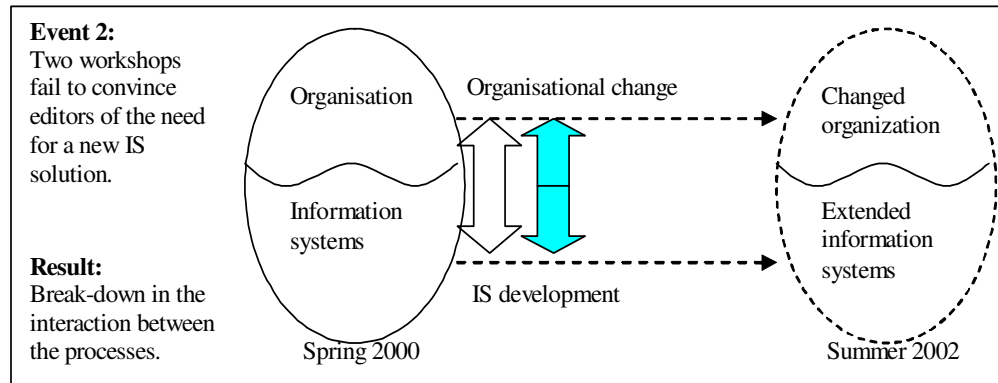 Event 2:
Two workshops
fail to convince
editors of the need
for a new IS
solution.
Result:
Break-down in the
interaction between
the processes.
Organisation
Information
systems
Spring 2000
Organisational change
IS development
Changed
organization
Extended
information
systems
Summer 2002